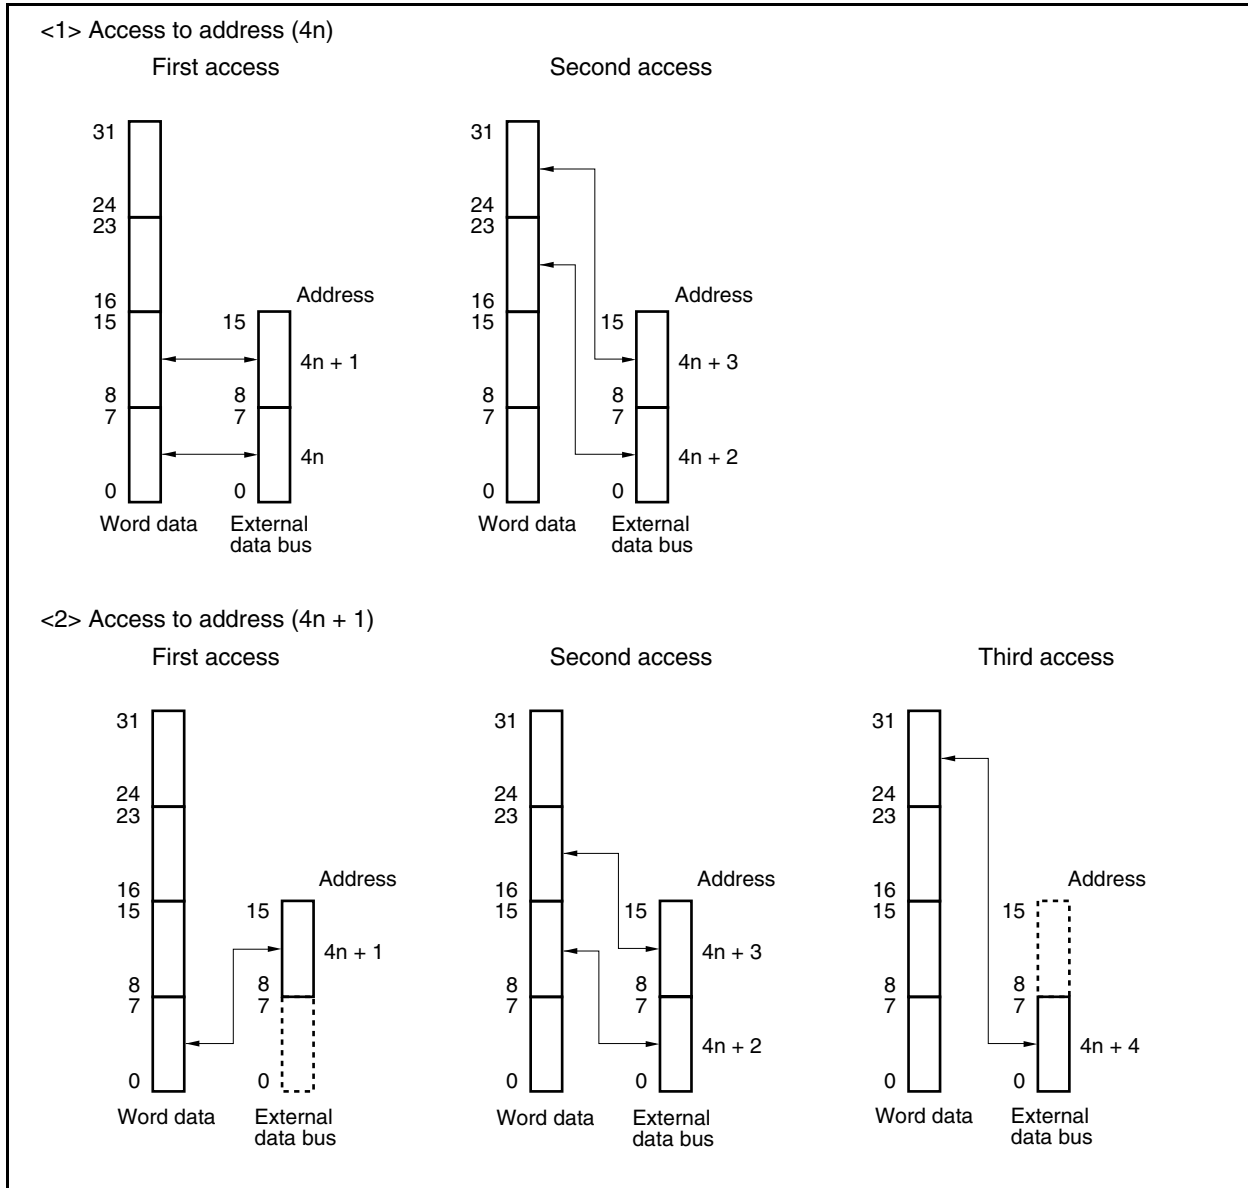 <1> Access to address (4n)
First access Second access
31 31
24 24
23 23
Address Address
16 16
15 15 15 15
4n + 1 4n + 3
8 8 8 8
7 7 7 7
4n 4n + 2
0 0 0 0
Word data External data bus Word data External data bus
<2> Access to address (4n + 1)
First access Second access Third access
31 31 31
24 24 24
23 23 23
Address Address Address
16 16 16
15 15 15 15 15 15
4n + 1 4n + 3
8 8 8 8 8 8
7 7 7 7 7 7
4n + 2 4n + 4
0 0 0 0 0 0
Word data External data bus Word data External data bus Word data External data bus